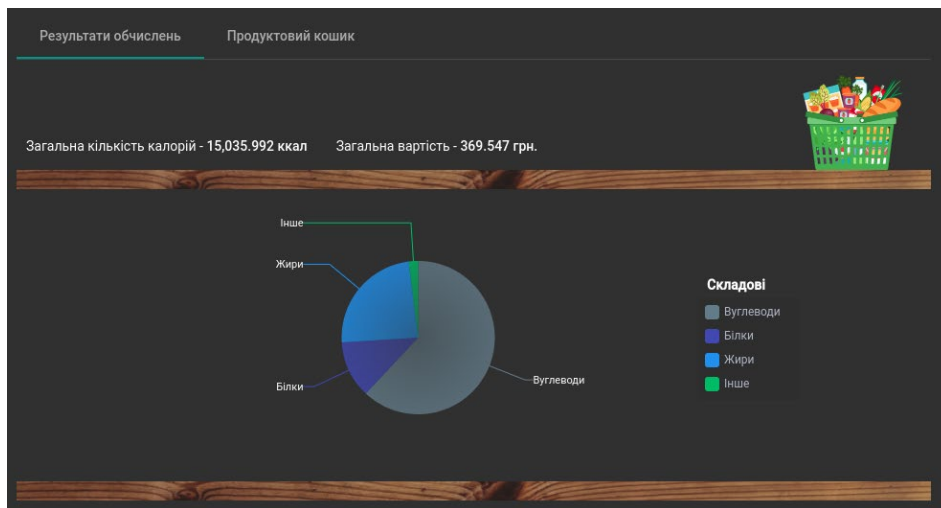 Результати обчислень Продуктовий кошик
Загальна кількість калорій - 15,035.992 ккал Загальна вартість - 369.547 грн.
Інше
Жири
Білки
Вуглеводи
Складові
Вуглеводи
Білки
Жири
Інше